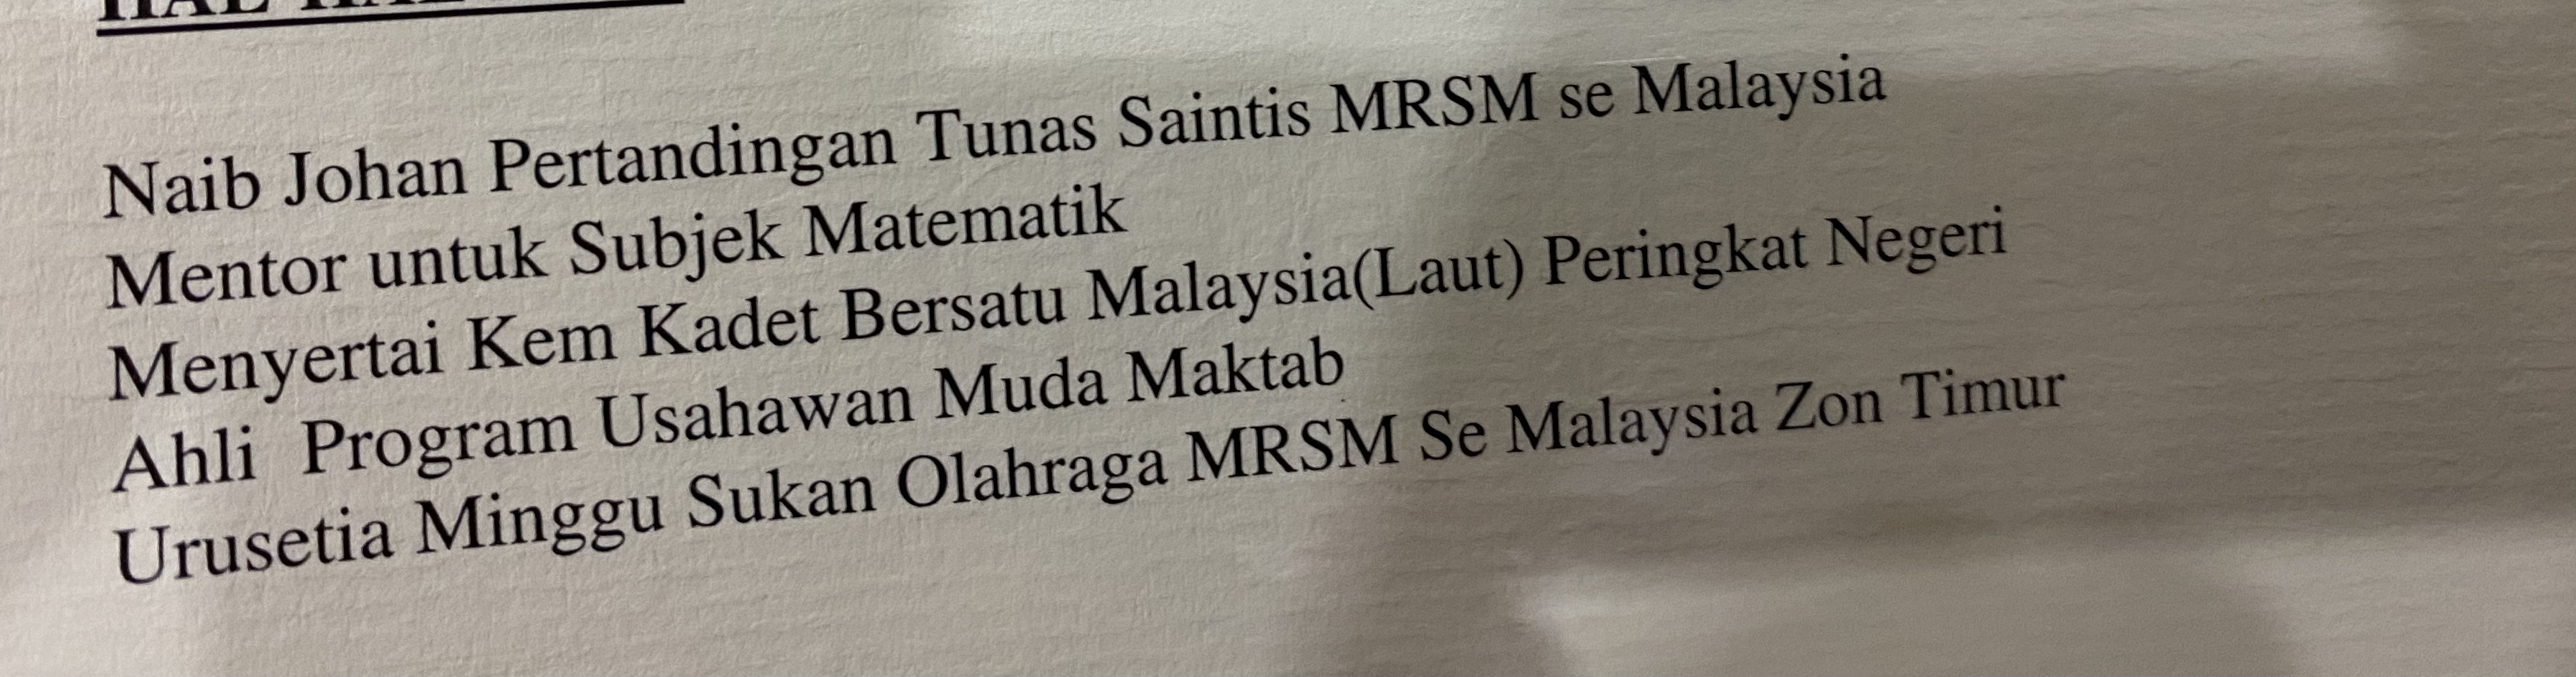 Naib Johan Pertandingan Tunas Saintis MRSM se Malaysia
Mentor untuk Subjek Matematik
Menyertai Kem Kadet Bersatu Malaysia(Laut) Peringkat Negeri
Ahli Program Usahawan Muda Maktab
Urusetia Minggu Sukan Olahraga MRSM Se Malaysia Zon Timur